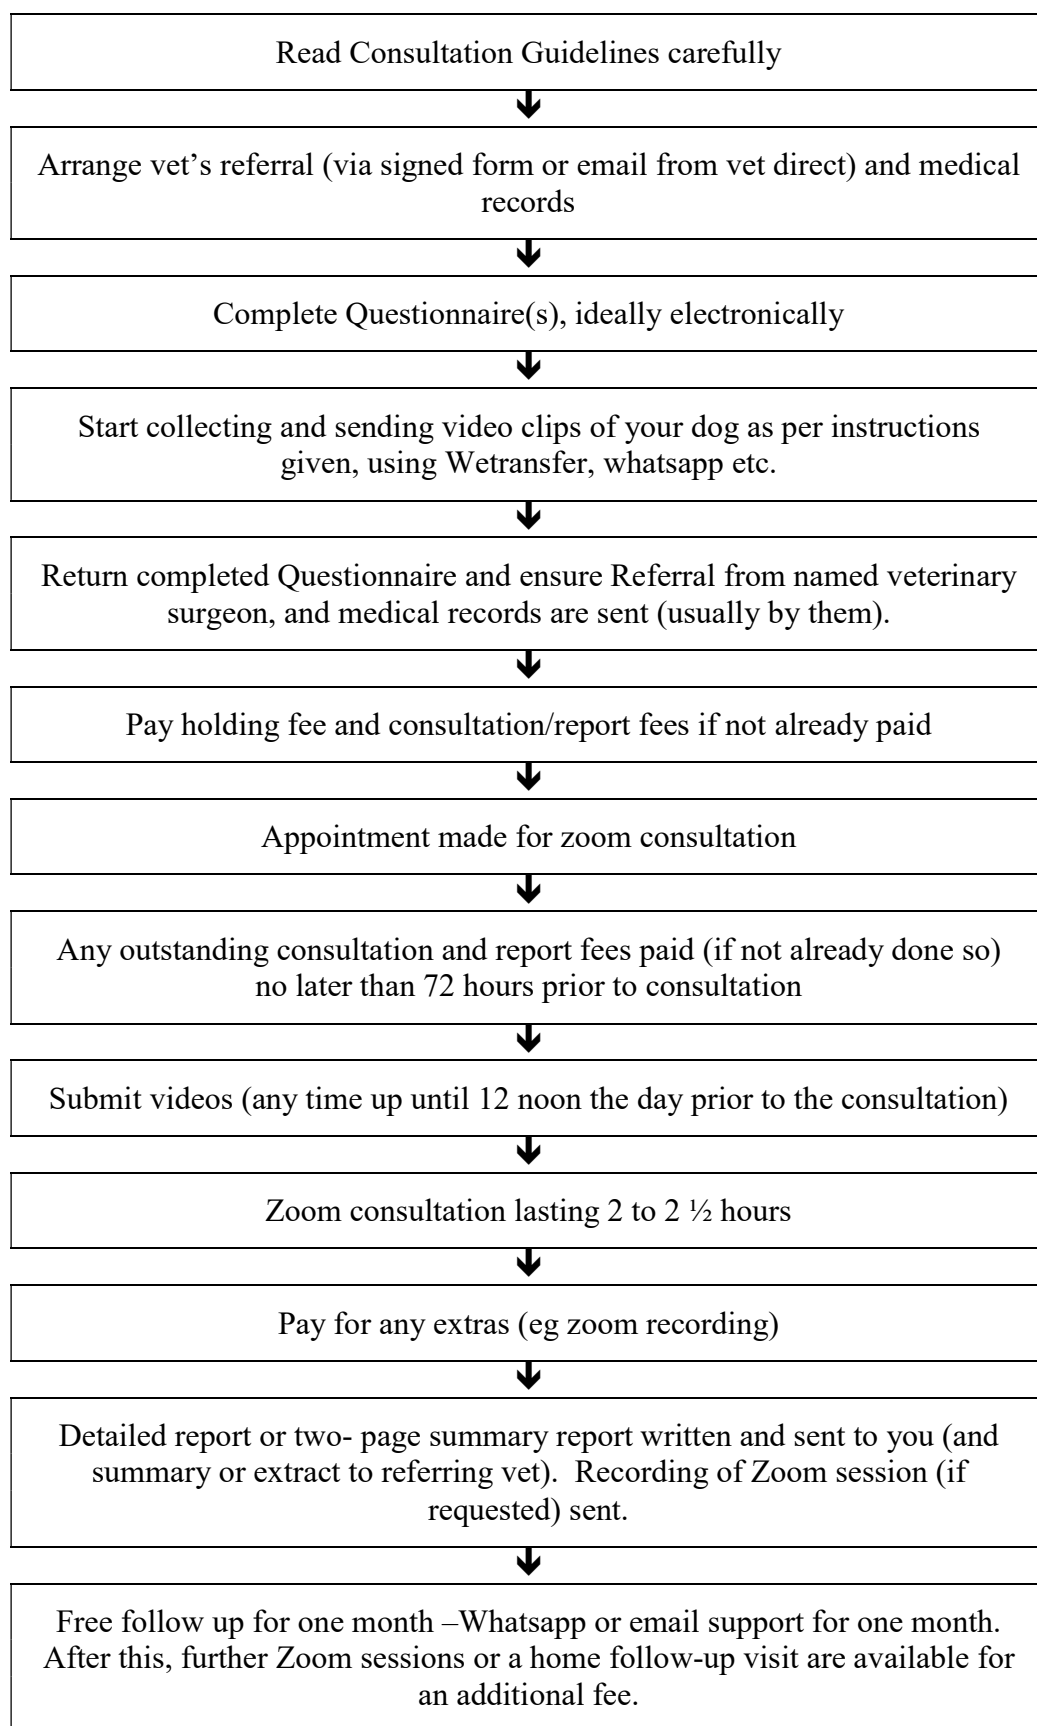 Read Consultation Guidelines carefully
Arrange vet’s referral (via signed form or email from vet direct) and medical
records
Complete Questionnaire(s), ideally electronically
Start collecting and sending video clips of your dog as per instructions
given, using Wetransfer, whatsapp etc.
Return completed Questionnaire and ensure Referral from named veterinary
surgeon, and medical records are sent (usually by them).
Pay holding fee and consultation/report fees if not already paid
Appointment made for zoom consultation
Any outstanding consultation and report fees paid (if not already done so)
no later than 72 hours prior to consultation
Submit videos (any time up until 12 noon the day prior to the consultation)
Zoom consultation lasting 2 to 2 ½ hours
Pay for any extras (eg zoom recording)
Detailed report or two- page summary report written and sent to you (and
summary or extract to referring vet).  Recording of Zoom session (if
requested) sent.
Free follow up for one month –Whatsapp or email support for one month.
After this, further Zoom sessions or a home follow-up visit are available for
an additional fee.